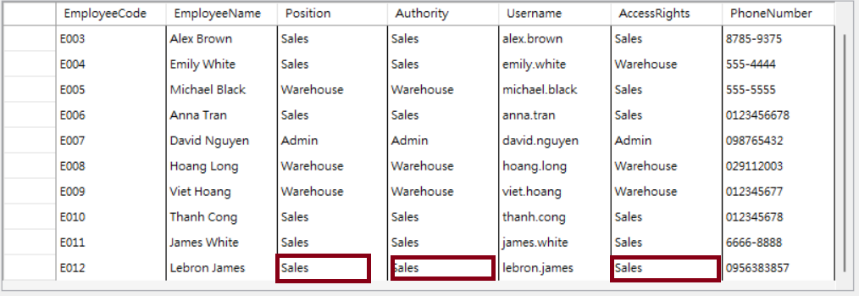 EmployeeCode EmployeeName Position Authority Username AccessRights PhoneNumber
E003 Alex Brown Sales Sales alex.brown Sales 8785-9375
E004 Emily White Sales Sales emily.white Warehouse 555-4444
E005 Michael Black Warehouse Warehouse michael.black Sales 555-5555
E006 Anna Tran Sales Sales anna.tran Sales 0123456678
E007 David Nguyen Admin Admin david.nguyen Admin 098765432
E008 Hoang Long Warehouse Warehouse hoang.long Warehouse 029112003
E009 Viet Hoang Warehouse Warehouse viet.hoang Warehouse 012345677
E010 Thanh Cong Sales Sales thanh.cong Sales 012345678
E011 James White Sales Sales james.white Sales 6666-8888
E012 Lebron James Sales Sales lebron.james Sales 0956383857